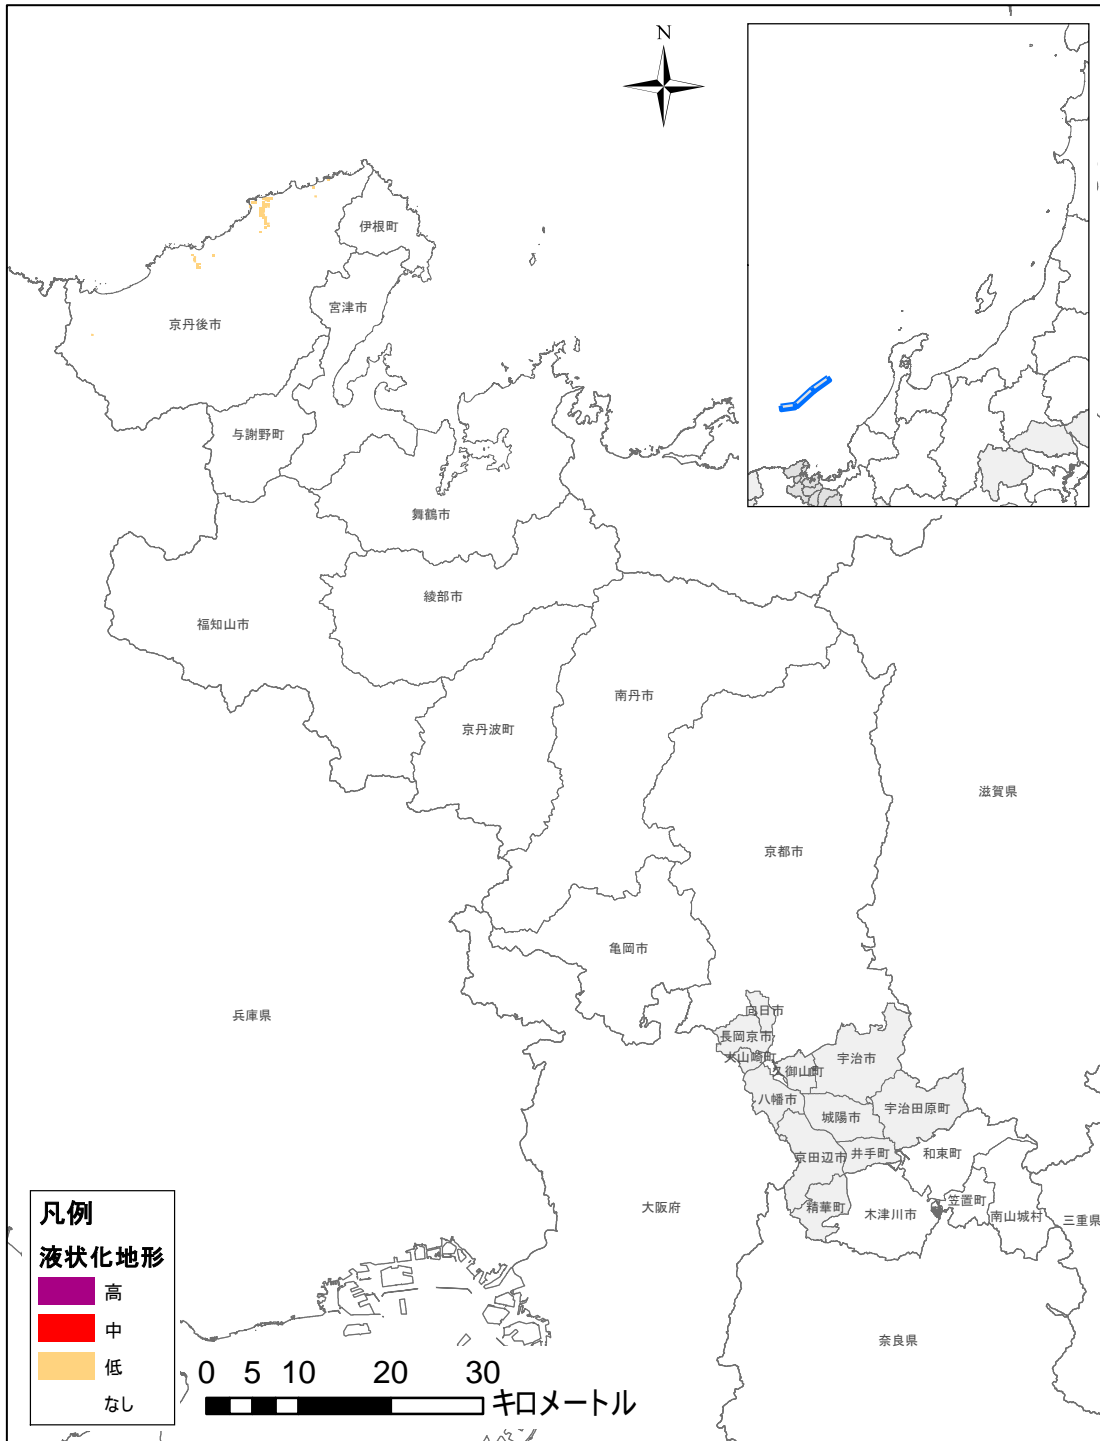 N
伊根町
宮津市
京丹後市
与謝野町
舞鶴市
綾部市
福知山市
南丹市
京丹波町
滋賀県
京都市
亀岡市
兵庫県
向日市
長岡京市
大山崎町
宇治市
久御山町
八幡市
宇治田原町
城陽市
京田辺市
井手町
和束町
精華町
木津川市
笠置町
南山城村
三重県
大阪府
奈良県
凡例
液状化地形
高
中
低
なし
0 5 10 20 30
キロメートル